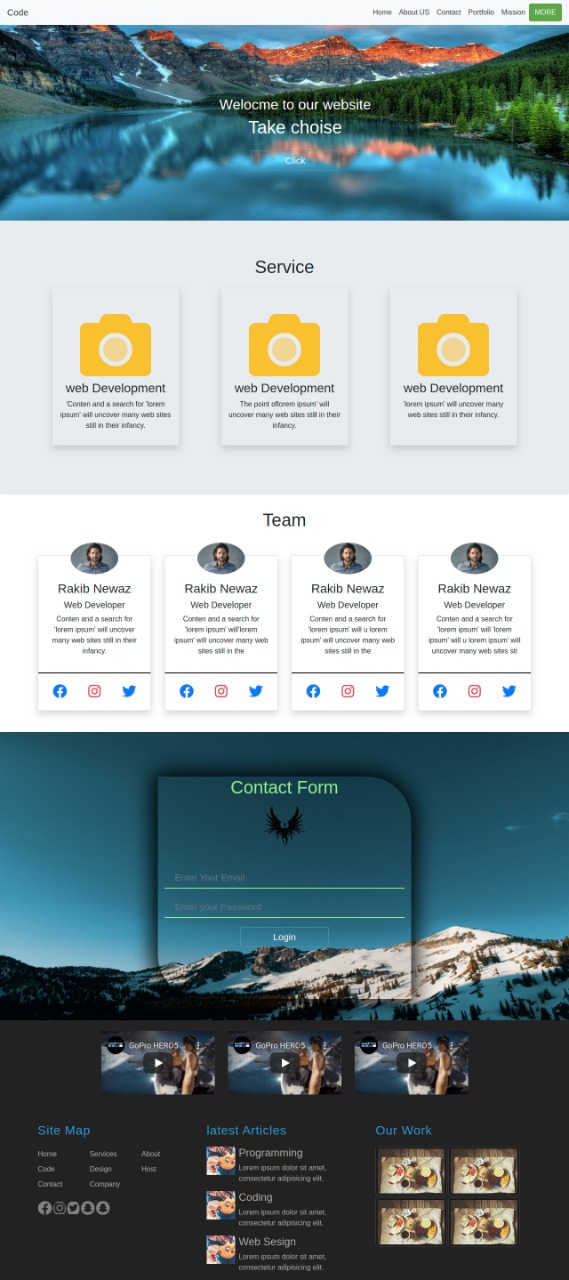 Code
Home About US Contact Portfolio Mission MORE
Welocme to our website
Take choise
Click
Service
web Development
'Conten and a search for 'lorem
ipsum' will uncover many web sites
still in their infancy.
web Development
The point oflorem ipsum' will
uncover many web sites still in their
infancy.
web Development
'lorem ipsum' will uncover many
web sites still in their infancy.
Team
Rakib Newaz
Web Developer
Conten and a search for
'lorem ipsum' will uncover
many web sites still in their
infancy.
Rakib Newaz
Web Developer
Conten and a search for
'lorem ipsum' will'lorem
ipsum' will uncover many web
sites still in the
Rakib Newaz
Web Developer
Conten and a search for
'lorem ipsum' will u lorem
ipsum' will uncover many web
sites still in the
Rakib Newaz
Web Developer
Conten and a search for
'lorem ipsum' will 'lorem
ipsum' will u lorem ipsum' will
uncover many web sites sti
Contact Form
Enter Your Email
Enter your Password
Login
GoPro HERO5
GoPro HERO5
GoPro HERO5
Site Map
Home Services About
Code Design Host
Contact Company
latest Articles
Programming
Lorem ipsum dolor sit amet,
consectetur adipisicing elit.
Coding
Lorem ipsum dolor sit amet,
consectetur adipisicing elit.
Web Sesign
Lorem ipsum dolor sit amet,
consectetur adipisicing elit.
Our Work